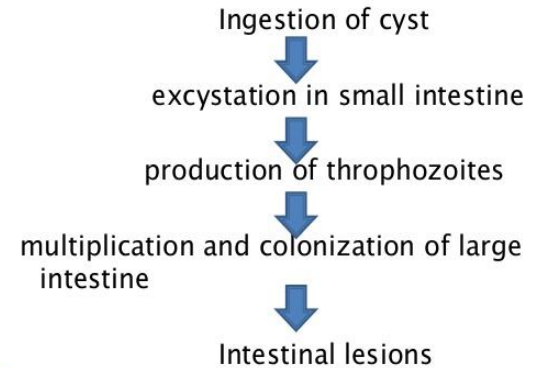 Ingestion of cyst
excystation in small intestine
production of throphozoites
multiplication and colonization of large
intestine
Intestinal lesions